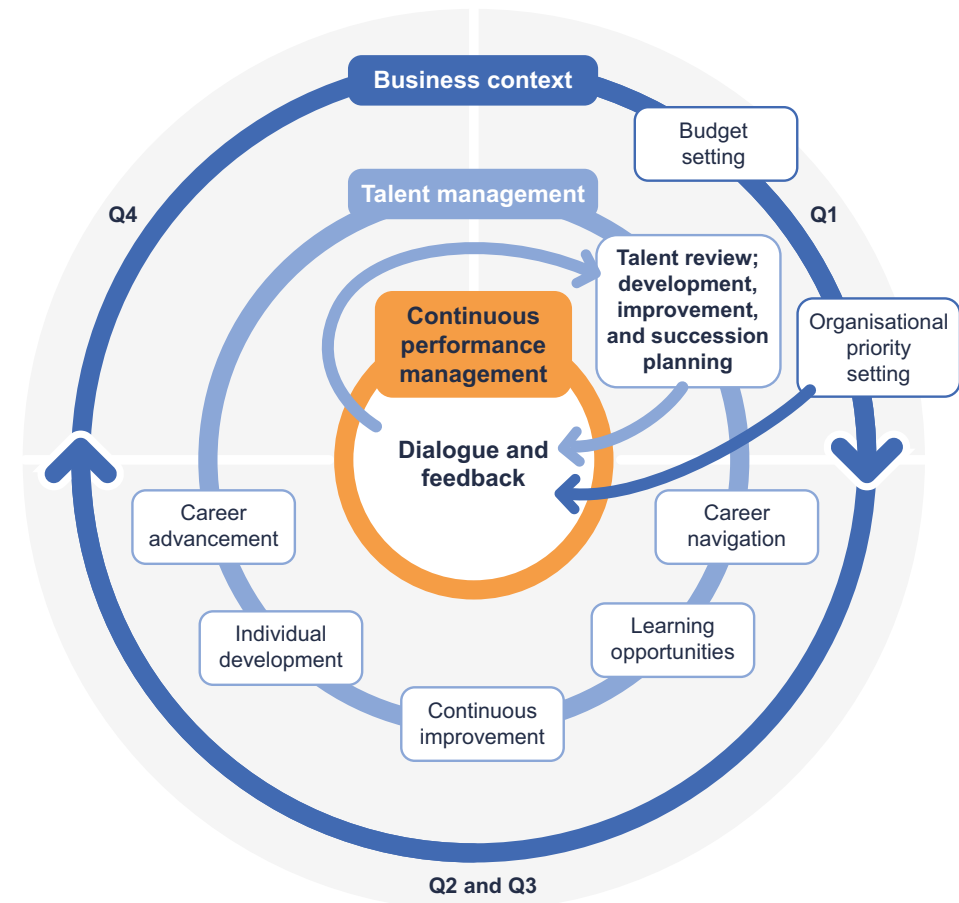 Business context
Budget
setting
Talent management
Q4
Q1
Talent review;
development,
improvement,
and succession
planning
Continuous
performance
management
Organisational
priority
setting
Dialogue and
feedback
Career
advancement
Career
navigation
Individual
development
Learning
opportunities
Continuous
improvement
Q2 and Q3